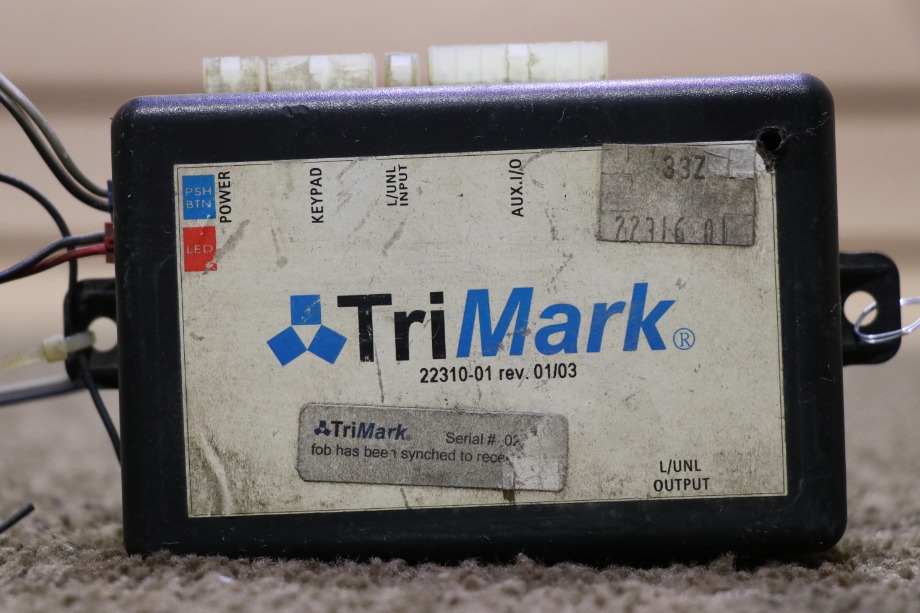 PSH
BTN
POWER
KEYPAD
L/UNL
INPUT
AUX.I/O
33Z
22316 01
LED
TriMark®
22310-01 rev. 01/03
TriMark® Serial #
fob has been synched to
L/UNL
OUTPUT